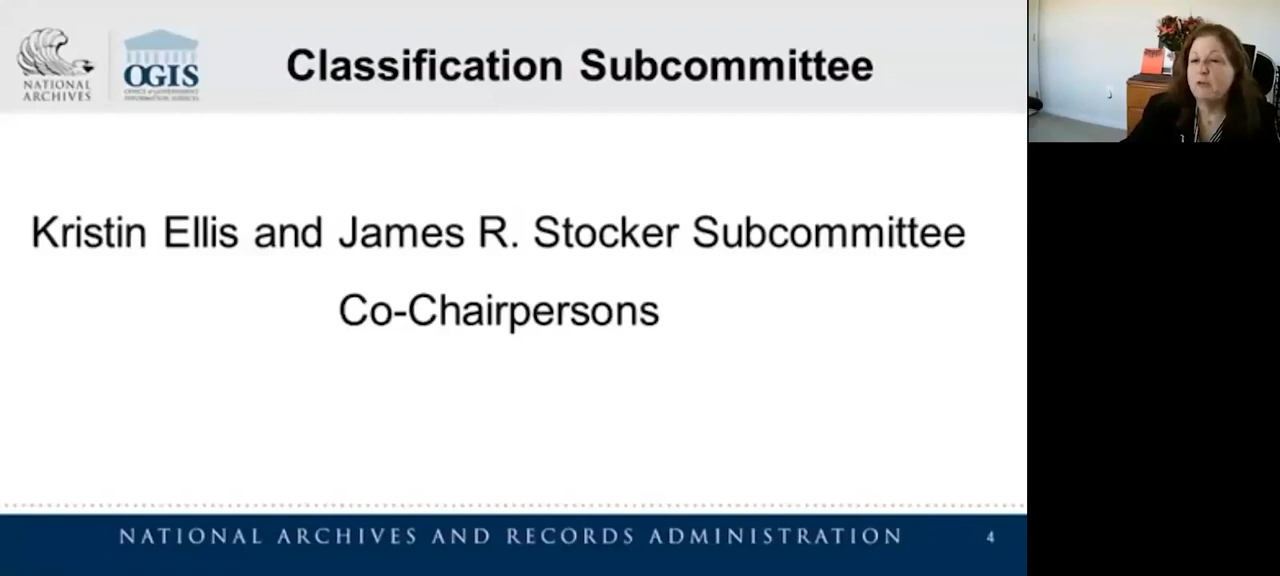 NATIONAL
ARCHIVES
OGIS
OFFICE of GOVERNMENT
INFORMATION SERVICES
Classification Subcommittee
Kristin Ellis and James R. Stocker Subcommittee
Co-Chairpersons
NATIONAL ARCHIVES AND RECORDS ADMINISTRATION
4